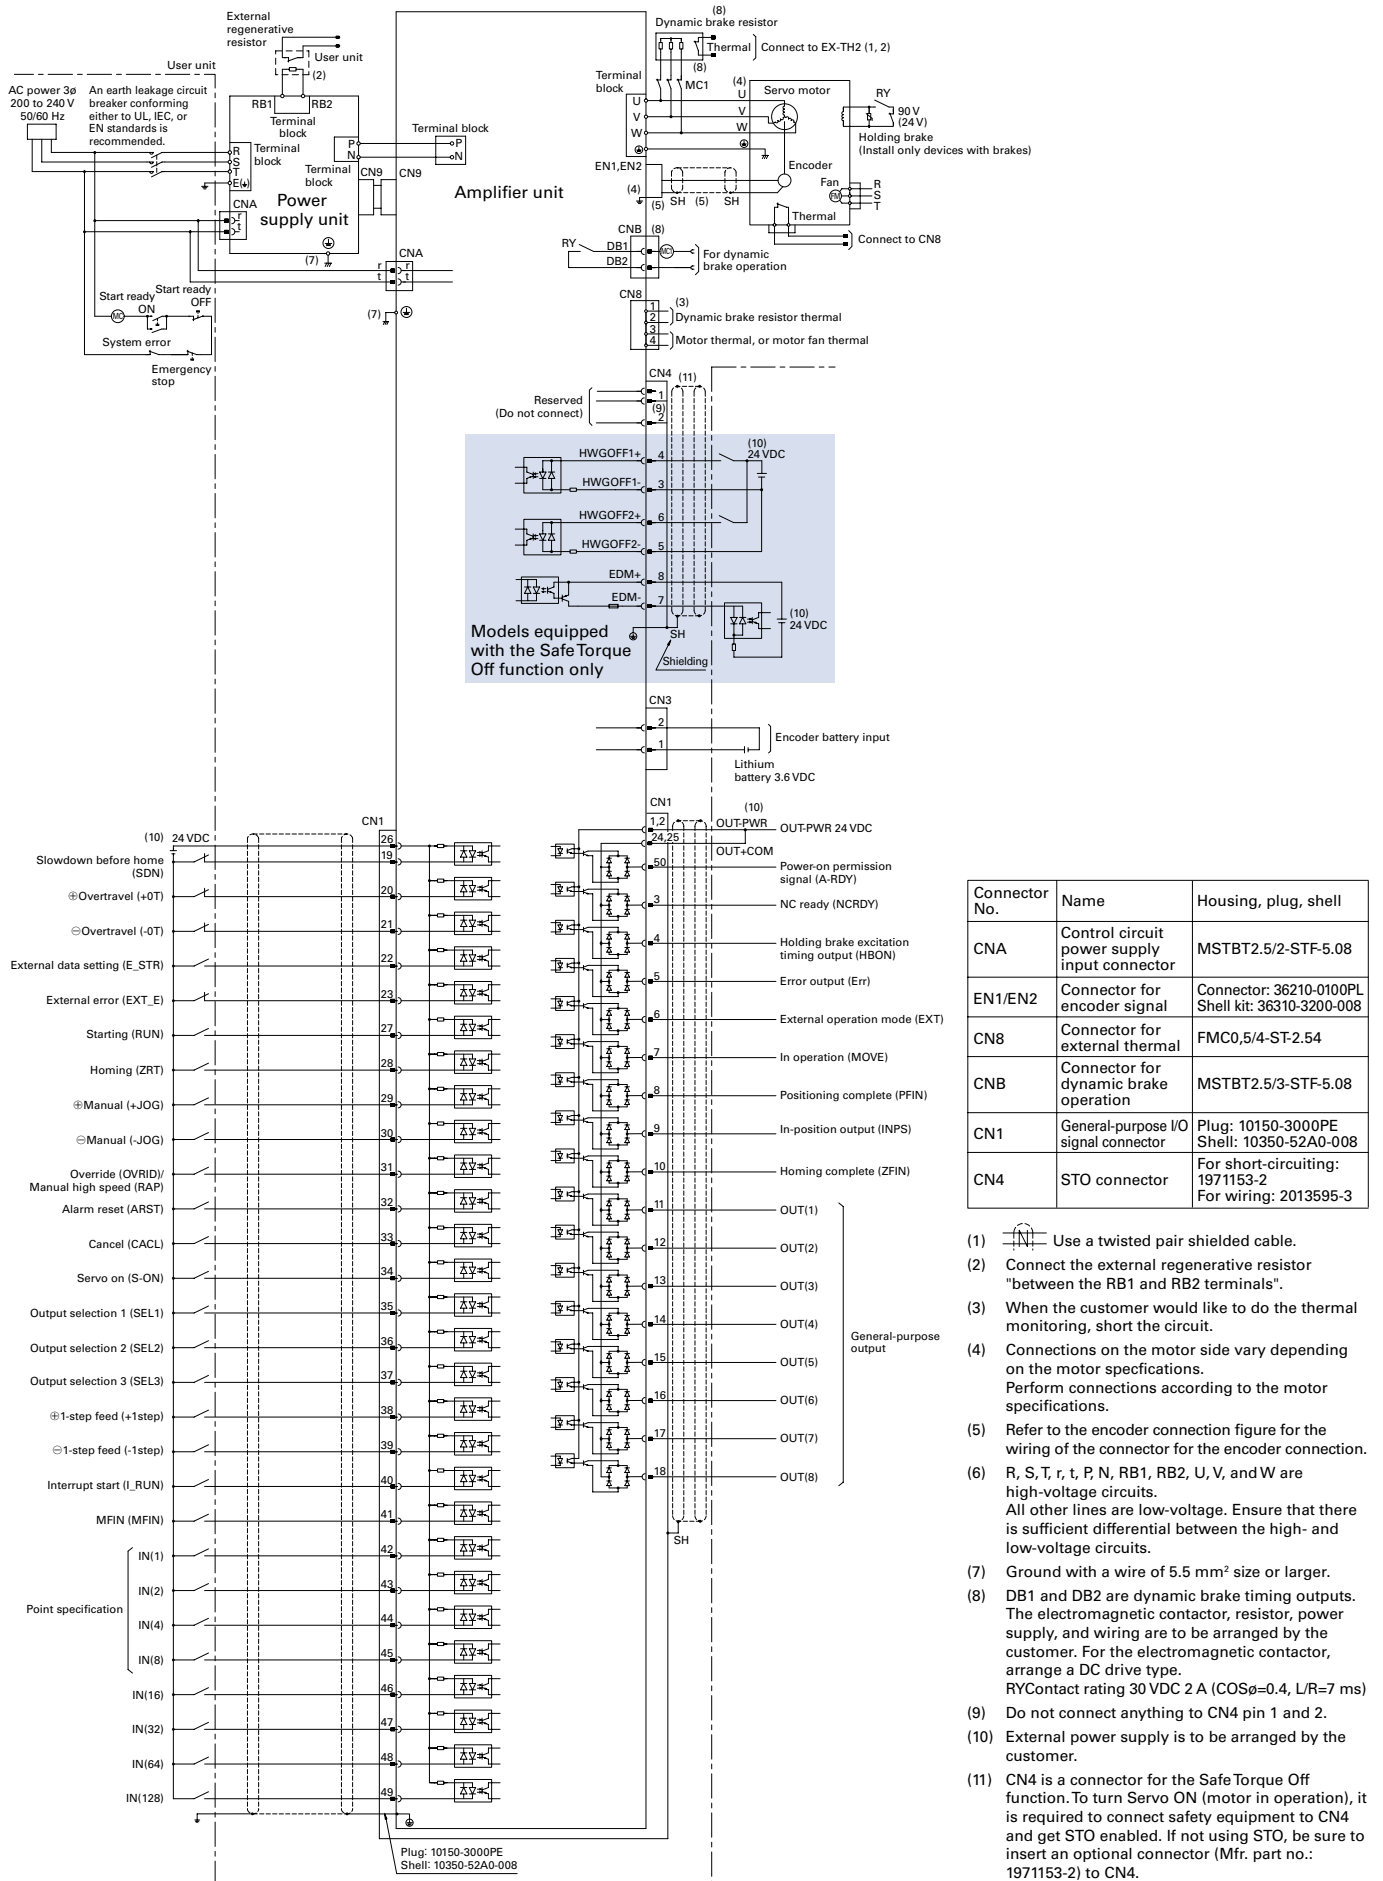 External
regenerative
resistor
User unit
(2)
User unit
AC power 3ø
200 to 240 V
50/60 Hz
An earth leakage circuit
breaker conforming
either to UL, IEC, or
EN standards is
recommended.
RB1
RB2
Terminal
block
R
S
T
E(⏚)
Terminal
block
P
N
Terminal
block
Terminal block
P
N
CN9
CN9
Power
supply unit
CNA
r
t
(7)
CNA
r
t
r
t
(7)
Amplifier unit
Start ready
ON
Start ready
OFF
MC
System error
Emergency
stop
(8)
Dynamic brake resistor
Thermal
Connect to EX-TH2 (1, 2)
(8)
MC1
Terminal
block
U
V
W
(4)
U
V
W
Servo motor
RY
90 V
(24 V)
Holding brake
(Install only devices with brakes)
EN1,EN2
Encoder
(4)
(5)
SH
(5)
SH
Fan
FM
R
S
T
Thermal
Connect to CN8
CNB
(8)
RY
DB1
DB2
MC1
For dynamic
brake operation
CN8
1
2
3
4
(3)
Dynamic brake resistor thermal
Motor thermal, or motor fan thermal
CN4
(11)
Reserved
(Do not connect)
1
(9)
2
HWGOFF1+
4
(10)
24 VDC
HWGOFF1-
3
HWGOFF2+
6
HWGOFF2-
5
EDM+
8
EDM-
7
(10)
24 VDC
SH
Shielding
Models equipped
with the Safe Torque
Off function only
CN3
2
1
Encoder battery input
Lithium
battery 3.6 VDC
CN1
(10)
24 VDC
26
Slowdown before home
(SDN)
19
⊕Overtravel (+0T)
20
⊖Overtravel (-0T)
21
External data setting (E_STR)
22
External error (EXT_E)
23
Starting (RUN)
27
Homing (ZRT)
28
⊕Manual (+JOG)
29
⊖Manual (-JOG)
30
Override (OVRID)/
Manual high speed (RAP)
31
Alarm reset (ARST)
32
Cancel (CACL)
33
Servo on (S-ON)
34
Output selection 1 (SEL1)
35
Output selection 2 (SEL2)
36
Output selection 3 (SEL3)
37
⊕1-step feed (+1step)
38
⊖1-step feed (-1step)
39
Interrupt start (I_RUN)
40
MFIN (MFIN)
41
Point specification
IN(1)
42
IN(2)
43
IN(4)
44
IN(8)
45
IN(16)
46
IN(32)
47
IN(64)
48
IN(128)
49
Plug: 10150-3000PE
Shell: 10350-52A0-008
CN1
(10)
1,2
OUT-PWR
OUT-PWR 24 VDC
24,25
OUT+COM
50
Power-on permission
signal (A-RDY)
3
NC ready (NCRDY)
4
Holding brake excitation
timing output (HBON)
5
Error output (Err)
6
External operation mode (EXT)
7
In operation (MOVE)
8
Positioning complete (PFIN)
9
In-position output (INPS)
10
Homing complete (ZFIN)
11
OUT(1)
12
OUT(2)
13
OUT(3)
14
OUT(4)
15
OUT(5)
16
OUT(6)
17
OUT(7)
18
OUT(8)
General-purpose
output
SH
Connector
No.
Name
Housing, plug, shell
CNA
Control circuit
power supply
input connector
MSTBT2.5/2-STF-5.08
EN1/EN2
Connector for
encoder signal
Connector: 36210-0100PL
Shell kit: 36310-3200-008
CN8
Connector for
external thermal
FMC0,5/4-ST-2.54
CNB
Connector for
dynamic brake
operation
MSTBT2.5/3-STF-5.08
CN1
General-purpose I/O
signal connector
Plug: 10150-3000PE
Shell: 10350-52A0-008
CN4
STO connector
For short-circuiting:
1971153-2
For wiring: 2013595-3
(1) Use a twisted pair shielded cable.
(2) Connect the external regenerative resistor
"between the RB1 and RB2 terminals".
(3) When the customer would like to do the thermal
monitoring, short the circuit.
(4) Connections on the motor side vary depending
on the motor specfications.
Perform connections according to the motor
specifications.
(5) Refer to the encoder connection figure for the
wiring of the connector for the encoder connection.
(6) R, S, T, r, t, P, N, RB1, RB2, U, V, and W are
high-voltage circuits.
All other lines are low-voltage. Ensure that there
is sufficient differential between the high- and
low-voltage circuits.
(7) Ground with a wire of 5.5 mm² size or larger.
(8) DB1 and DB2 are dynamic brake timing outputs.
The electromagnetic contactor, resistor, power
supply, and wiring are to be arranged by the
customer. For the electromagnetic contactor,
arrange a DC drive type.
RYContact rating 30 VDC 2 A (COSø=0.4, L/R=7 ms)
(9) Do not connect anything to CN4 pin 1 and 2.
(10) External power supply is to be arranged by the
customer.
(11) CN4 is a connector for the Safe Torque Off
function. To turn Servo ON (motor in operation), it
is required to connect safety equipment to CN4
and get STO enabled. If not using STO, be sure to
insert an optional connector (Mfr. part no.:
1971153-2) to CN4.